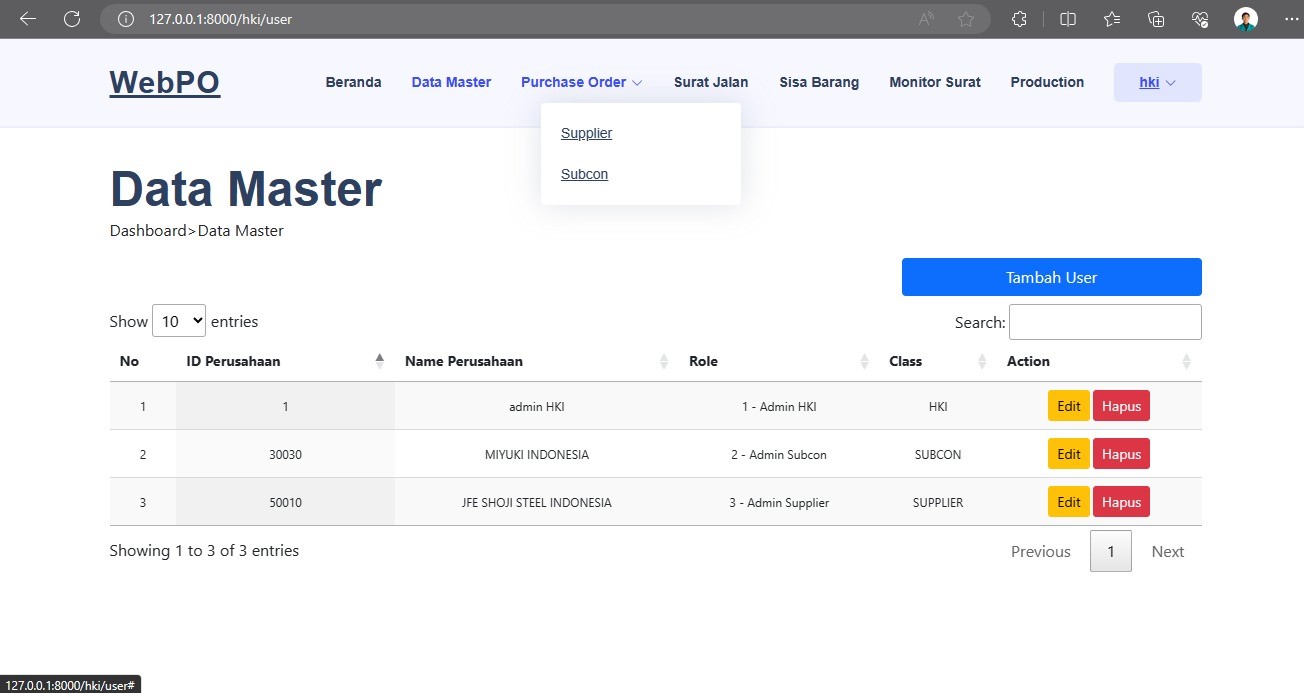 127.0.0.1:8000/hki/user
WebPO Beranda Data Master Purchase Order Surat Jalan Sisa Barang Monitor Surat Production hki
Supplier
Subcon
Data Master
Dashboard>Data Master
Tambah User
Show 10 entries Search:
No ID Perusahaan Name Perusahaan Role Class Action
1 1 admin HKI 1 - Admin HKI HKI Edit Hapus
2 30030 MIYUKI INDONESIA 2 - Admin Subcon SUBCON Edit Hapus
3 50010 JFE SHOJI STEEL INDONESIA 3 - Admin Supplier SUPPLIER Edit Hapus
Showing 1 to 3 of 3 entries Previous 1 Next
127.0.0.1:8000/hki/user#